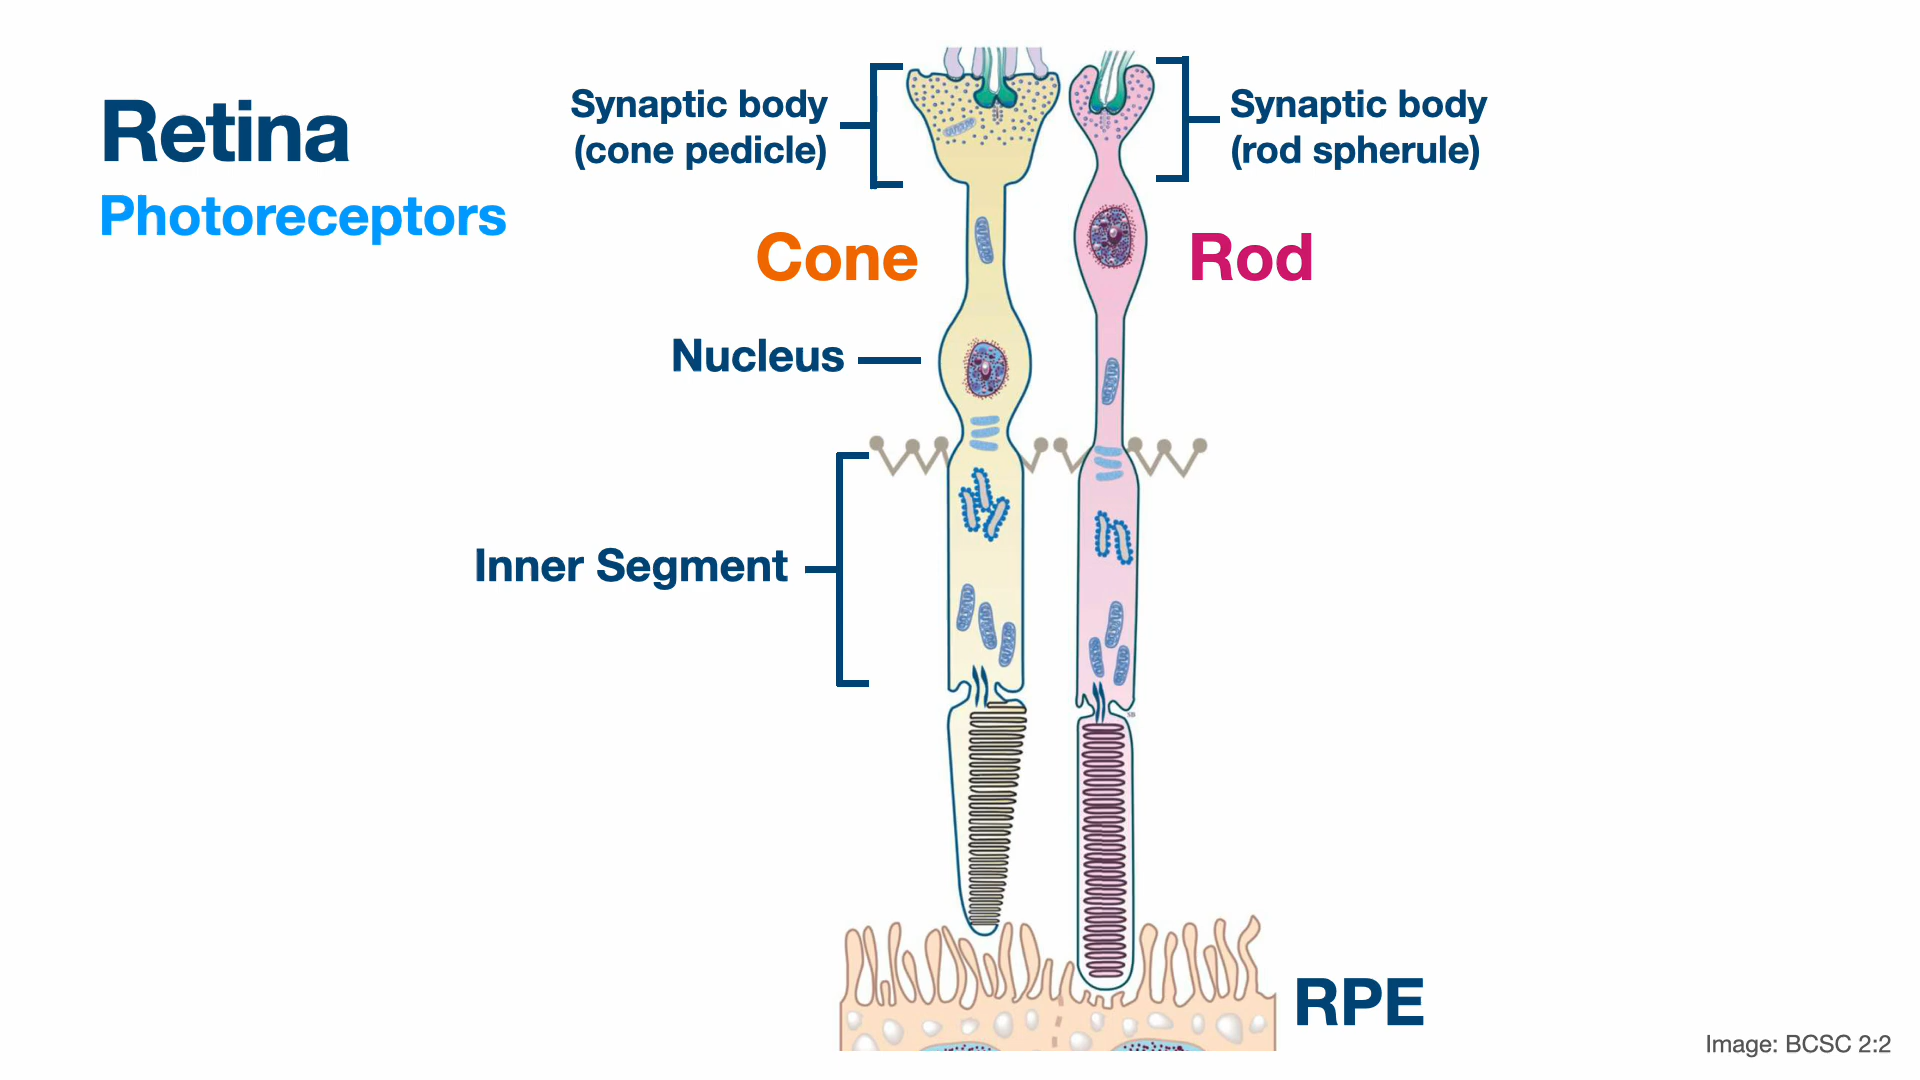 Retina
Photoreceptors
Synaptic body
(cone pedicle)
Synaptic body
(rod spherule)
Cone
Rod
Nucleus
Inner Segment
RPE
Image: BCSC 2:2